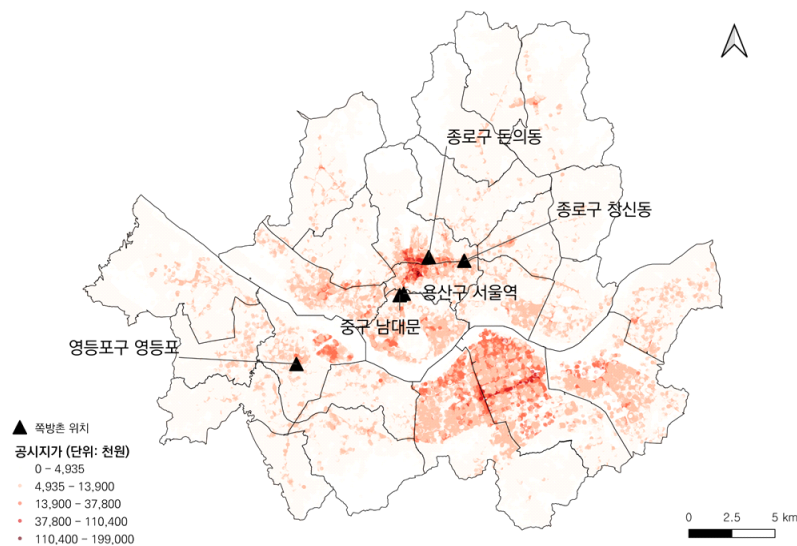 종로구 돈의동
종로구 창신동
용산구 서울역
중구 남대문
영등포구 영등포
쪽방촌 위치
공시지가 (단위: 천원)
0 - 4,935
4,935 - 13,900
13,900 - 37,800
37,800 - 110,400
110,400 - 199,000
0 2.5 5 km